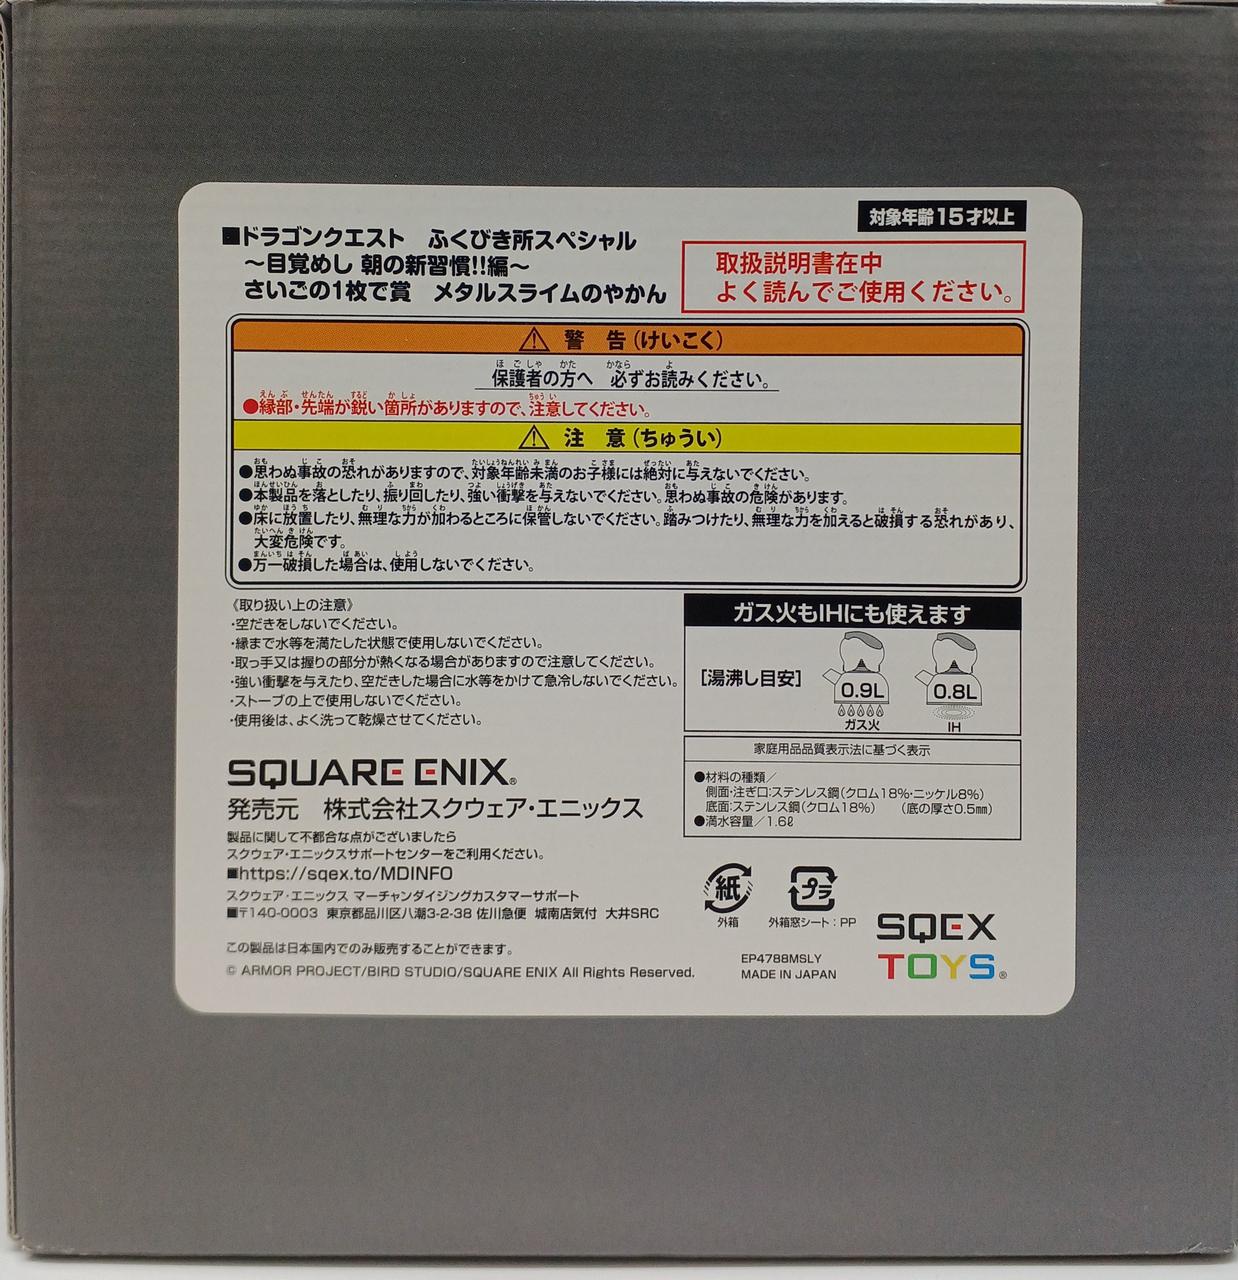 対象年齢15才以上
■ドラゴンクエスト ふくびき所スペシャル
～目覚めし 朝の新習慣!!編～
さいごの1枚で賞 メタルスライムのやかん
取扱説明書在中
よく読んでご使用ください。
警 告(けいこく)
保護者の方へ 必ずお読みください。
●縁部・先端が鋭い箇所がありますので、注意してください。
注 意(ちゅうい)
●思わぬ事故の恐れがありますので、対象年齢未満のお子様には絶対に与えないでください。
●本製品を落としたり、振り回したり、強い衝撃を与えないでください。思わぬ事故の危険があります。
●床に放置したり、無理な力が加わるところに保管しないでください。踏みつけたり、無理な力を加えると破損する恐れがあり、
大変危険です。
●万一破損した場合は、使用しないでください。
《取り扱い上の注意》
・空だきをしないでください。
・縁まで水等を満たした状態で使用しないでください。
・取っ手又は握りの部分が熱くなる場合がありますので注意してください。
・強い衝撃を与えたり、空だきした場合に水等をかけて急冷しないでください。
・ストーブの上で使用しないでください。
・使用後は、よく洗って乾燥させてください。
ガス火もIHにも使えます
[湯沸し目安]
0.9L
ガス火
0.8L
IH
家庭用品品質表示法に基づく表示
●材料の種類／
側面・注ぎ口:ステンレス鋼(クロム18%・ニッケル8%)
底面:ステンレス鋼(クロム18%) (底の厚さ0.5mm)
●満水容量／1.6ℓ
SQUARE ENIX®
発売元 株式会社スクウェア・エニックス
製品に関して不都合な点がございましたら
スクウェア・エニックスサポートセンターをご利用ください。
■https://sqex.to/MDINFO
スクウェア・エニックス マーチャンダイジングカスタマーサポート
■〒140-0003 東京都品川区八潮3-2-38 佐川急便 城南店気付 大井SRC
この製品は日本国内でのみ販売することができます。
© ARMOR PROJECT/BIRD STUDIO/SQUARE ENIX All Rights Reserved.
紙
外箱
プラ
外箱窓シート:PP
EP4788MSLY
MADE IN JAPAN
SQEX
TOYS®